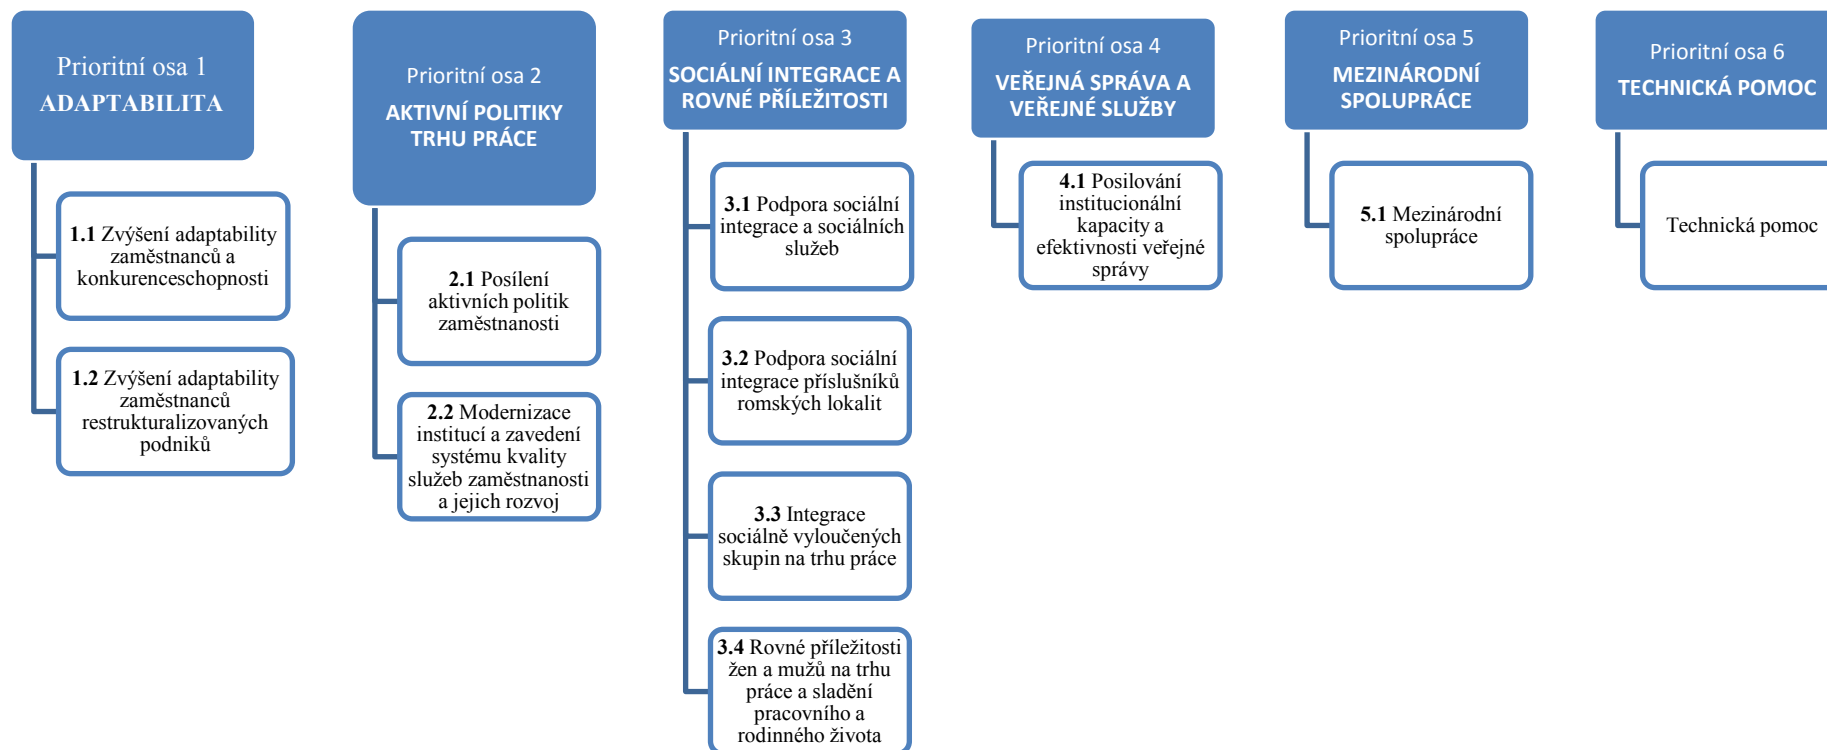 Prioritní osa 1
ADAPTABILITA
1.1 Zvýšení adaptability
zaměstnanců a
konkurenceschopnosti
1.2 Zvýšení adaptability
zaměstnanců
restrukturalizovaných
podniků
Prioritní osa 2
AKTIVNÍ POLITIKY
TRHU PRÁCE
2.1 Posílení
aktivních politik
zaměstnanosti
2.2 Modernizace
institucí a zavedení
systému kvality
služeb zaměstnanosti
a jejich rozvoj
Prioritní osa 3
SOCIÁLNÍ INTEGRACE A
ROVNÉ PŘÍLEŽITOSTI
3.1 Podpora sociální
integrace a sociálních
služeb
3.2 Podpora sociální
integrace příslušníků
romských lokalit
3.3 Integrace
sociálně vyloučených
skupin na trhu práce
3.4 Rovné příležitosti
žen a mužů na trhu
práce a sladění
pracovního a
rodinného života
Prioritní osa 4
VEŘEJNÁ SPRÁVA A
VEŘEJNÉ SLUŽBY
4.1 Posilování
institucionální
kapacity a
efektivnosti veřejné
správy
Prioritní osa 5
MEZINÁRODNÍ
SPOLUPRÁCE
5.1 Mezinárodní
spolupráce
Prioritní osa 6
TECHNICKÁ POMOC
Technická pomoc